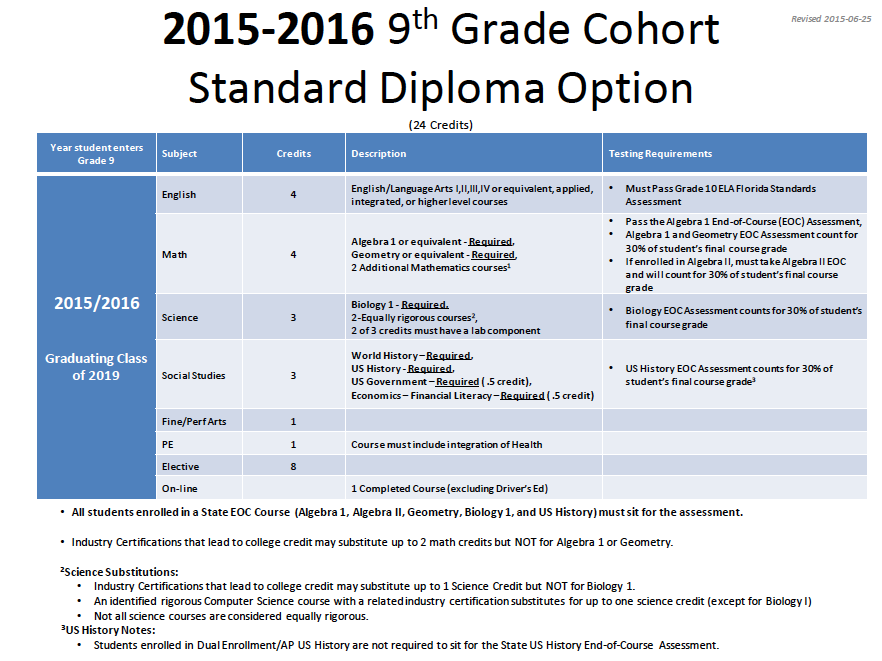 2015-2016 9th Grade Cohort
Revised 2015-06-25
Standard Diploma Option
(24 Credits)
Year student enters
Grade 9
Subject
Credits
Description
Testing Requirements
2015/2016
Graduating Class
of 2019
English
4
English/Language Arts I,II,III,IV or equivalent, applied,
integrated, or higher level courses
• Must Pass Grade 10 ELA Florida Standards
Assessment
Math
4
Algebra 1 or equivalent - Required,
Geometry or equivalent - Required,
2 Additional Mathematics courses¹
• Pass the Algebra 1 End-of-Course (EOC) Assessment,
• Algebra 1 and Geometry EOC Assessment count for
30% of student's final course grade
• If enrolled in Algebra II, must take Algebra II EOC
and will count for 30% of student's final course
grade
Science
3
Biology 1 - Required,
2-Equally rigorous courses²,
2 of 3 credits must have a lab component
• Biology EOC Assessment counts for 30% of student's
final course grade
Social Studies
3
World History – Required,
US History - Required,
US Government – Required ( .5 credit),
Economics – Financial Literacy – Required ( .5 credit)
• US History EOC Assessment counts for 30% of
student's final course grade³
Fine/Perf Arts
1
PE
1
Course must include integration of Health
Elective
8
On-line
1 Completed Course (excluding Driver's Ed)
• All students enrolled in a State EOC Course (Algebra 1, Algebra II, Geometry, Biology 1, and US History) must sit for the assessment.
• Industry Certifications that lead to college credit may substitute up to 2 math credits but NOT for Algebra 1 or Geometry.
²Science Substitutions:
• Industry Certifications that lead to college credit may substitute up to 1 Science Credit but NOT for Biology 1.
• An identified rigorous Computer Science course with a related industry certification substitutes for up to one science credit (except for Biology I)
• Not all science courses are considered equally rigorous.
³US History Notes:
• Students enrolled in Dual Enrollment/AP US History are not required to sit for the State US History End-of-Course Assessment.